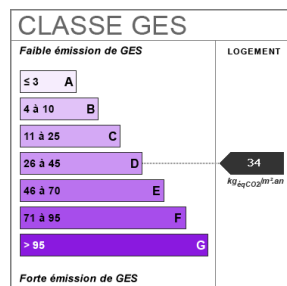 CLASSE GES
Faible émission de GES
LOGEMENT
≤ 3 A
4 à 10 B
11 à 25 C
26 à 45 D
34
kgéqCO2/m².an
46 à 70 E
71 à 95 F
> 95 G
Forte émission de GES